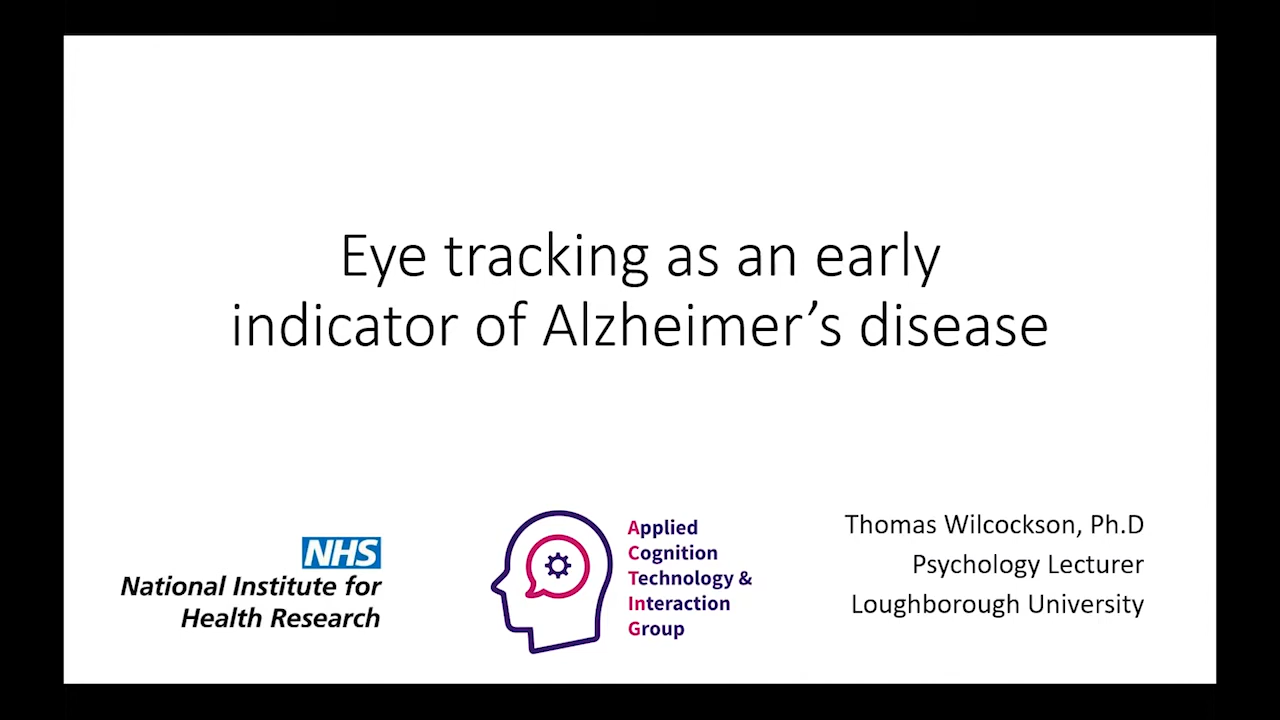 Eye tracking as an early
indicator of Alzheimer’s disease
NHS
National Institute for
Health Research
Applied
Cognition
Technology &
Interaction
Group
Thomas Wilcockson, Ph.D
Psychology Lecturer
Loughborough University